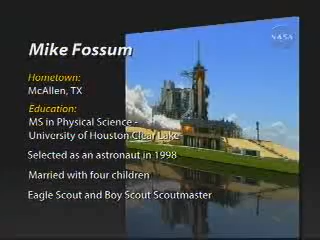 NASA
Mike Fossum
Hometown:
McAllen, TX
Education:
MS in Physical Science -
University of Houston Clear Lake
Selected as an astronaut in 1998
Married with four children
Eagle Scout and Boy Scout Scoutmaster